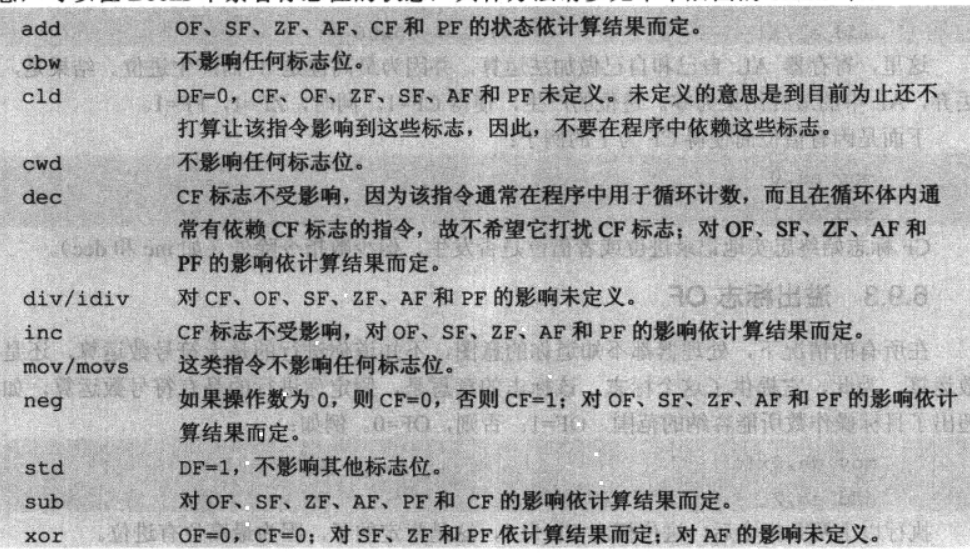 add OF、SF、ZF、AF、CF 和 PF 的状态依计算结果而定。
cbw 不影响任何标志位。
cld DF=0，CF、OF、ZF、SF、AF 和 PF 未定义。未定义的意思是到目前为止还不
打算让该指令影响到这些标志，因此，不要在程序中依赖这些标志。
cwd 不影响任何标志位。
dec CF 标志不受影响，因为该指令通常在程序中用于循环计数，而且在循环体内通
常有依赖 CF 标志的指令，故不希望它打扰 CF 标志；对 OF、SF、ZF、AF 和
PF 的影响依计算结果而定。
div/idiv 对 CF、OF、SF、ZF、AF 和 PF 的影响未定义。
inc CF 标志不受影响，对 OF、SF、ZF、AF 和 PF 的影响依计算结果而定。
mov/movs 这类指令不影响任何标志位。
neg 如果操作数为 0，则 CF=0，否则 CF=1；对 OF、SF、ZF、AF 和 PF 的影响依计
算结果而定。
std DF=1，不影响其他标志位。
sub 对 OF、SF、ZF、AF、PF 和 CF 的影响依计算结果而定。
xor OF=0，CF=0；对 SF、ZF 和 PF 依计算结果而定；对 AF 的影响未定义。